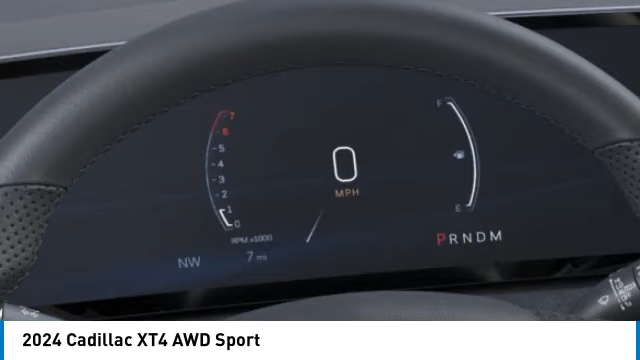 7
6
5
4
3
2
1
0
RPM x1000
0
MPH
F
E
PRNDM
NW
7 mi
2024 Cadillac XT4 AWD Sport